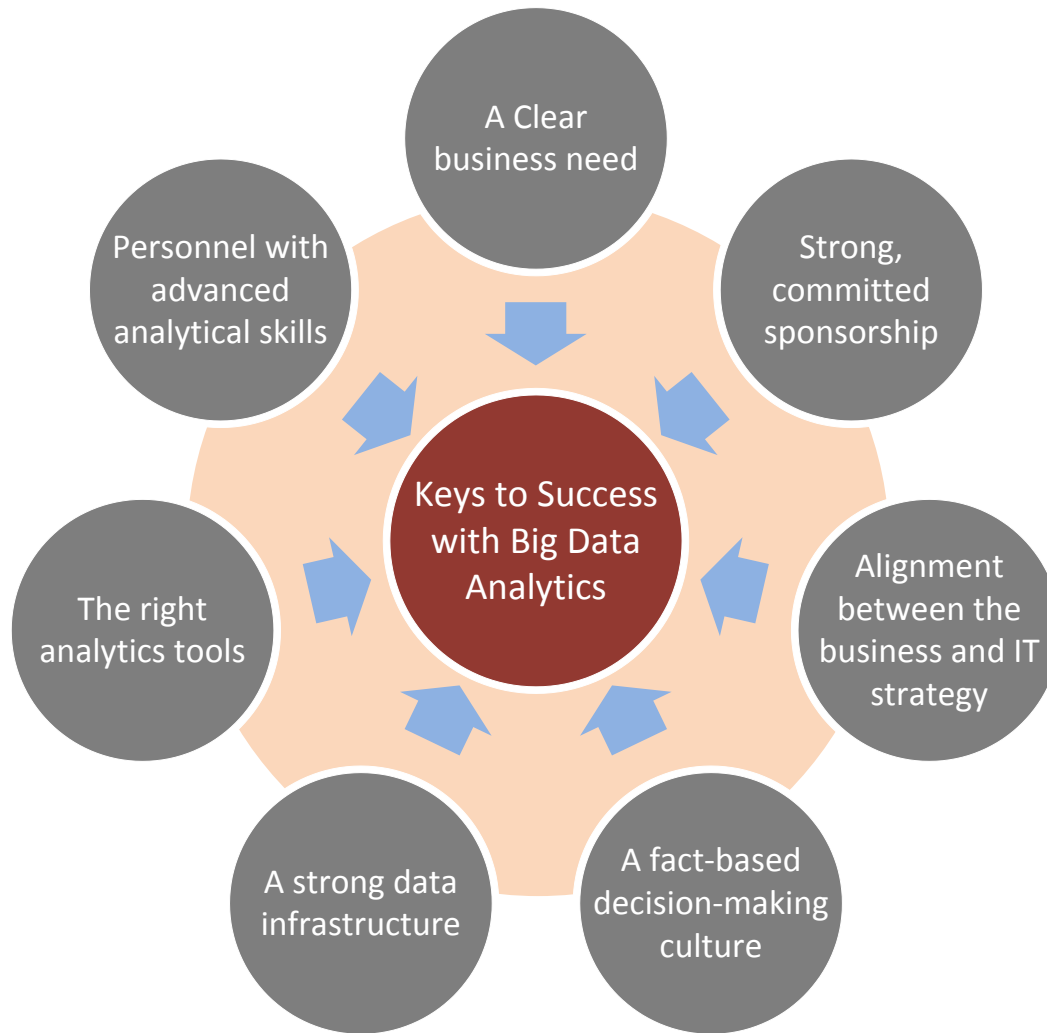 A Clear
business need
Strong,
committed
sponsorship
Alignment
between the
business and IT
strategy
A fact-based
decision-making
culture
A strong data
infrastructure
The right
analytics tools
Personnel with
advanced
analytical skills
Keys to Success
with Big Data
Analytics